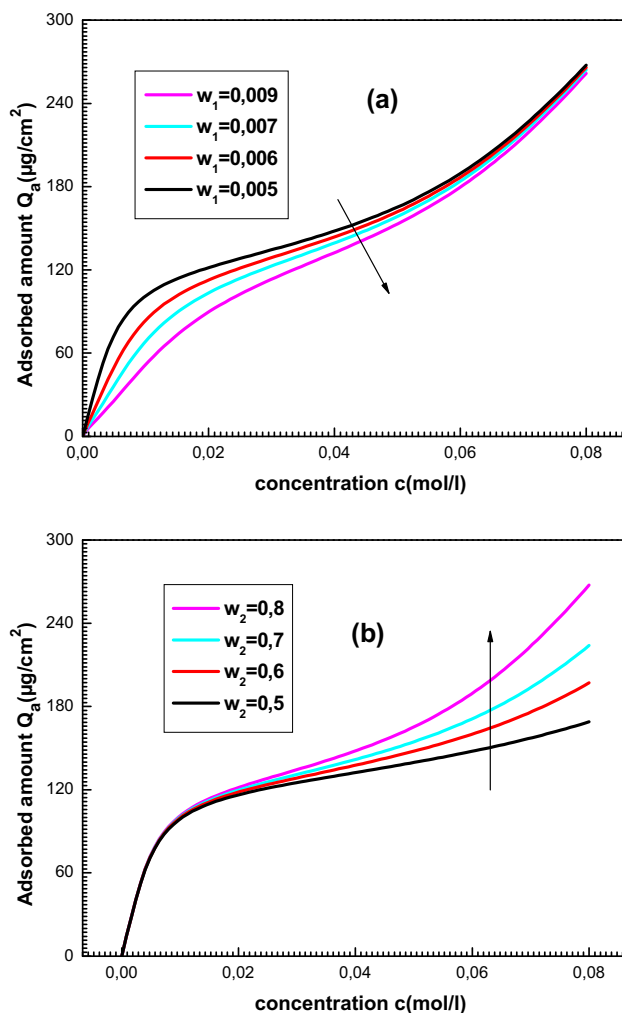 300
240
180
120
60
0
Adsorbed amount Q_a(µg/cm²)
w₁=0,009
w₁=0,007
w₁=0,006
w₁=0,005
(a)
0,00 0,02 0,04 0,06 0,08
concentration c(mol/l)
300
240
180
120
60
0
Adsorbed amount Q_a(µg/cm²)
w₂=0,8
w₂=0,7
w₂=0,6
w₂=0,5
(b)
0,00 0,02 0,04 0,06 0,08
concentration c(mol/l)